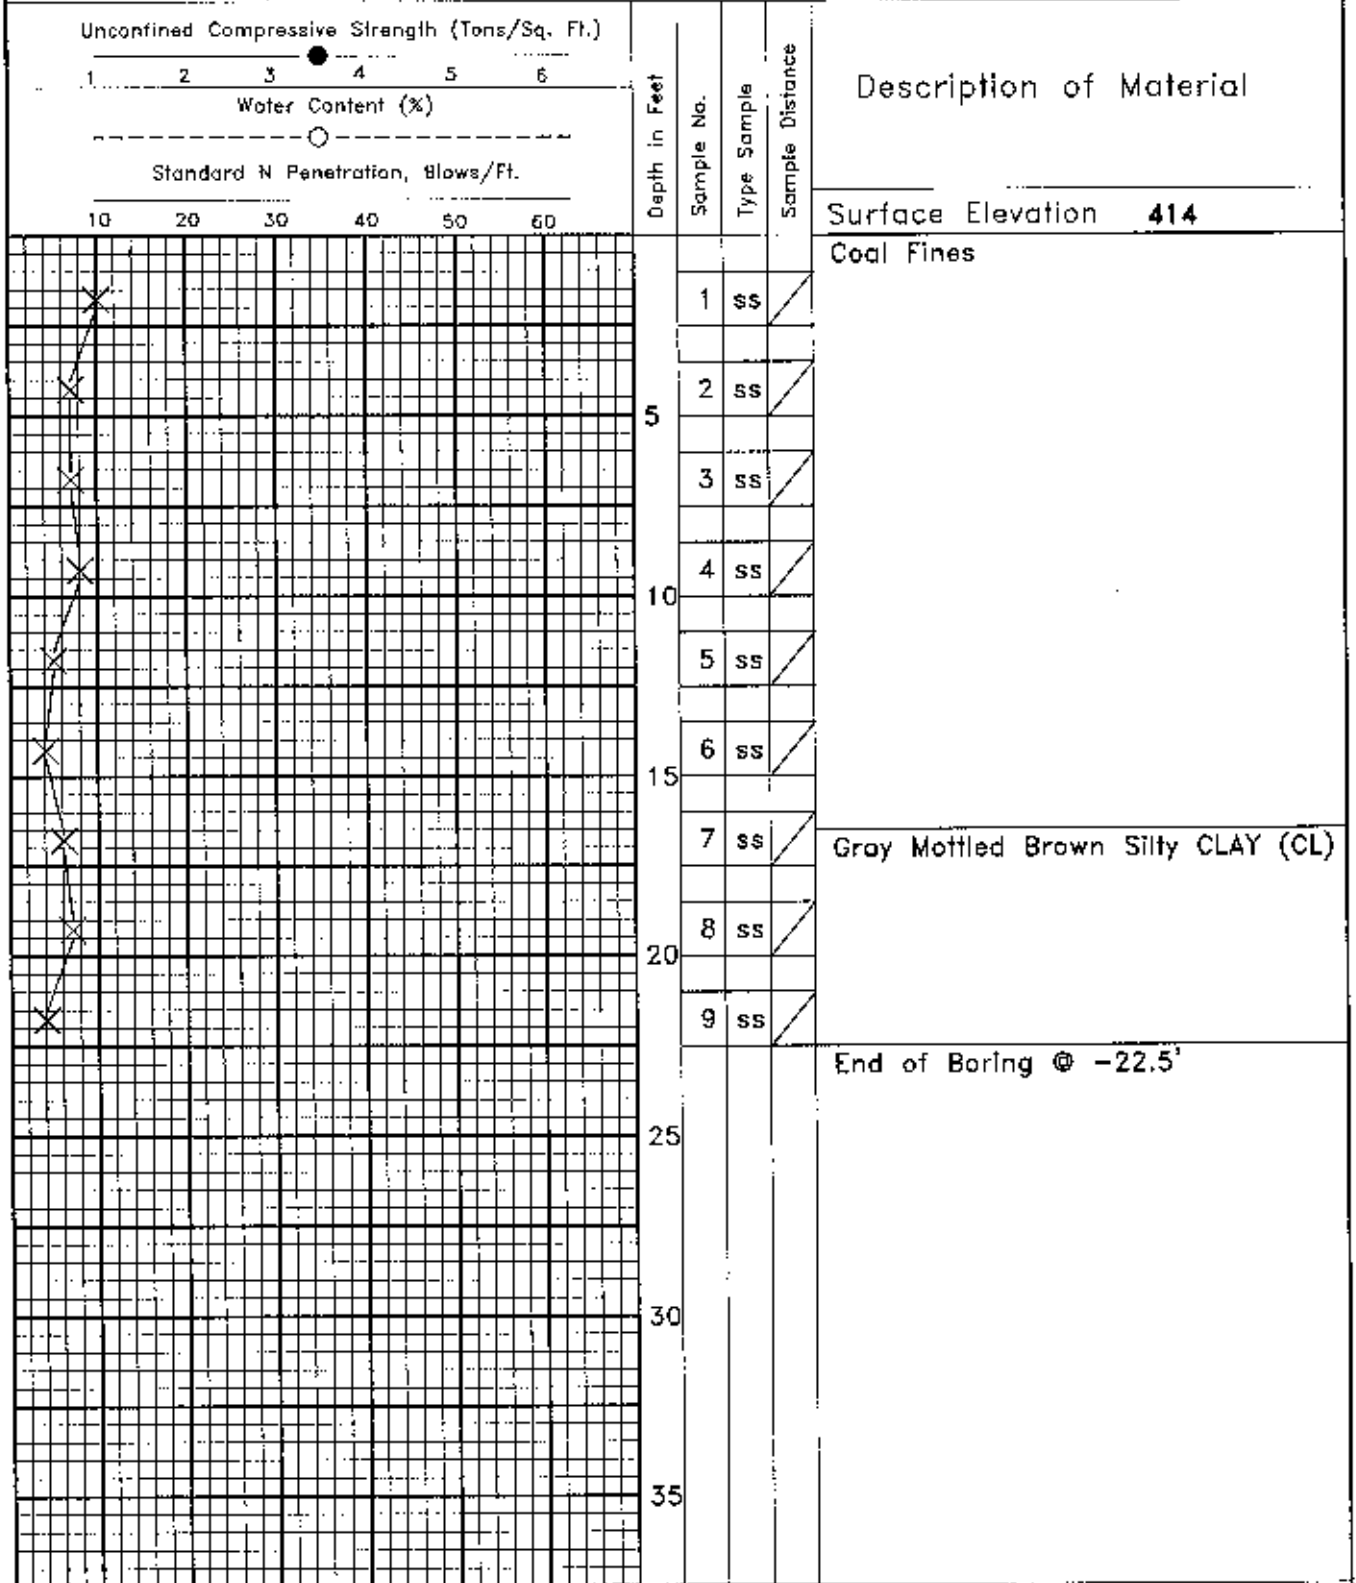 Unconfined Compressive Strength (Tons/Sq. Ft.)
1 2 3 4 5 6
Water Content (%)
Standard N Penetration, Blows/Ft.
10 20 30 40 50 60
Depth in Feet
Sample No.
Type Sample
Sample Distance
Description of Material
Surface Elevation 414
Coal Fines
1 ss
2 ss
5
3 ss
4 ss
10
5 ss
6 ss
15
7 ss
Gray Mottled Brown Silty CLAY (CL)
8 ss
20
9 ss
End of Boring @ -22.5'
25
30
35